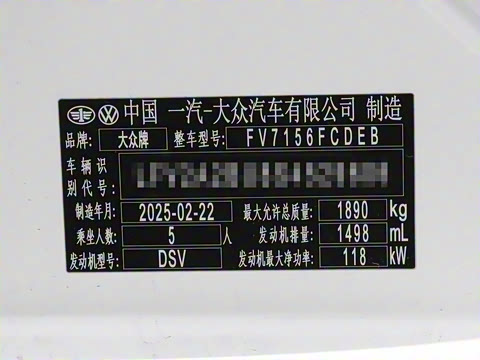 中国 一汽-大众汽车有限公司 制造
品牌: 大众牌 整车型号: FV7156FCDEB
车辆识
别代号:
制造年月: 2025-02-22 最大允许总质量: 1890 kg
乘坐人数: 5 人 发动机排量: 1498 mL
发动机型号: DSV 发动机最大净功率: 118 kW